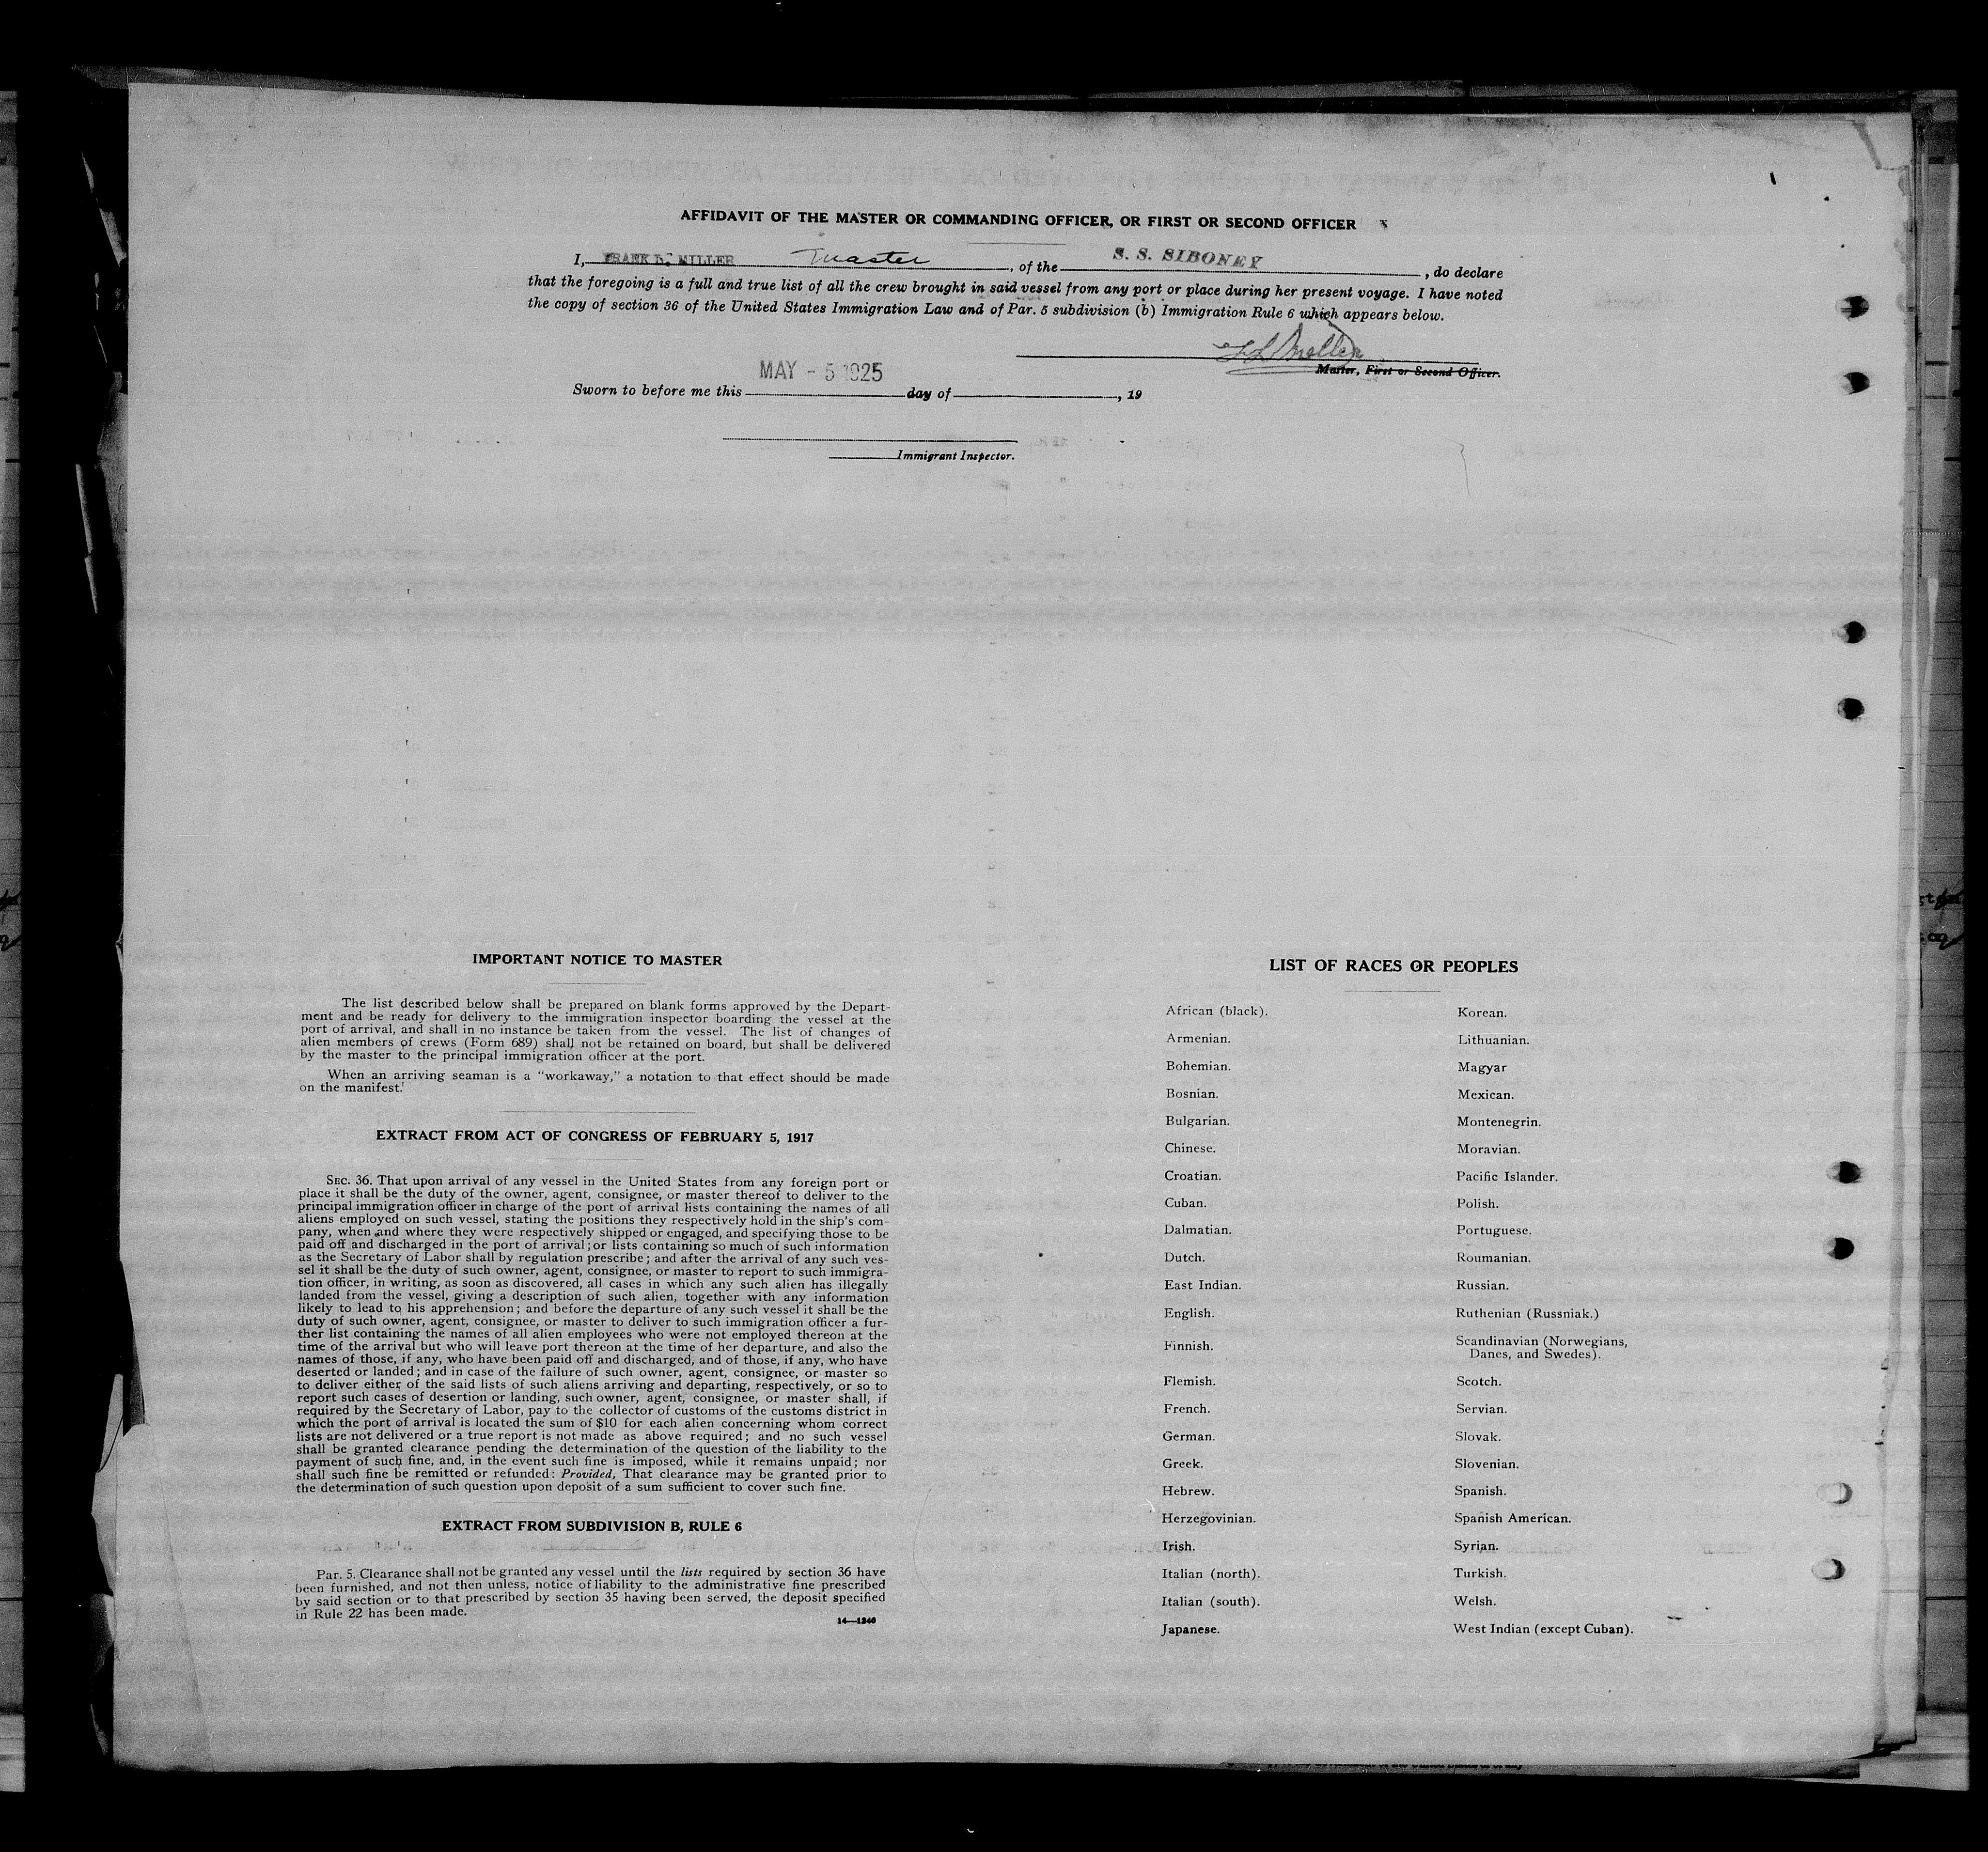 AFFIDAVIT OF THE MASTER OR COMMANDING OFFICER, OR FIRST OR SECOND OFFICER
I, FRANK L. MILLER Master, of the S. S. SIBONEY, do declare
that the foregoing is a full and true list of all the crew brought in said vessel from any port or place during her present voyage. I have noted
the copy of section 36 of the United States Immigration Law and of Par. 5 subdivision (b) Immigration Rule 6 which appears below.
F L Miller
Master, First or Second Officer.
MAY - 5 1925
Sworn to before me this day of , 19
Immigrant Inspector.
IMPORTANT NOTICE TO MASTER
The list described below shall be prepared on blank forms approved by the Depart-
ment and be ready for delivery to the immigration inspector boarding the vessel at the
port of arrival, and shall in no instance be taken from the vessel. The list of changes of
alien members of crews (Form 689) shall not be retained on board, but shall be delivered
by the master to the principal immigration officer at the port.
When an arriving seaman is a "workaway," a notation to that effect should be made
on the manifest.
EXTRACT FROM ACT OF CONGRESS OF FEBRUARY 5, 1917
SEC. 36. That upon arrival of any vessel in the United States from any foreign port or
place it shall be the duty of the owner, agent, consignee, or master thereof to deliver to the
principal immigration officer in charge of the port of arrival lists containing the names of all
aliens employed on such vessel, stating the positions they respectively hold in the ship's com-
pany, when and where they were respectively shipped or engaged, and specifying those to be
paid off and discharged in the port of arrival; or lists containing so much of such information
as the Secretary of Labor shall by regulation prescribe; and after the arrival of any such ves-
sel it shall be the duty of such owner, agent, consignee, or master to report to such immigra-
tion officer, in writing, as soon as discovered, all cases in which any such alien has illegally
landed from the vessel, giving a description of such alien, together with any information
likely to lead to his apprehension; and before the departure of any such vessel it shall be the
duty of such owner, agent, consignee, or master to deliver to such immigration officer a fur-
ther list containing the names of all alien employees who were not employed thereon at the
time of the arrival but who will leave port thereon at the time of her departure, and also the
names of those, if any, who have been paid off and discharged, and of those, if any, who have
deserted or landed; and in case of the failure of such owner, agent, consignee, or master so
to deliver either of the said lists of such aliens arriving and departing, respectively, or so to
report such cases of desertion or landing, such owner, agent, consignee, or master shall, if
required by the Secretary of Labor, pay to the collector of customs of the customs district in
which the port of arrival is located the sum of $10 for each alien concerning whom correct
lists are not delivered or a true report is not made as above required; and no such vessel
shall be granted clearance pending the determination of the question of the liability to the
payment of such fine, and, in the event such fine is imposed, while it remains unpaid; nor
shall such fine be remitted or refunded: Provided, That clearance may be granted prior to
the determination of such question upon deposit of a sum sufficient to cover such fine.
EXTRACT FROM SUBDIVISION B, RULE 6
Par. 5. Clearance shall not be granted any vessel until the lists required by section 36 have
been furnished, and not then unless, notice of liability to the administrative fine prescribed
by said section or to that prescribed by section 35 having been served, the deposit specified
in Rule 22 has been made.
14—1240
LIST OF RACES OR PEOPLES
African (black).
Armenian.
Bohemian.
Bosnian.
Bulgarian.
Chinese.
Croatian.
Cuban.
Dalmatian.
Dutch.
East Indian.
English.
Finnish.
Flemish.
French.
German.
Greek.
Hebrew.
Herzegovinian.
Irish.
Italian (north).
Italian (south).
Japanese.
Korean.
Lithuanian.
Magyar
Mexican.
Montenegrin.
Moravian.
Pacific Islander.
Polish.
Portuguese.
Roumanian.
Russian.
Ruthenian (Russniak.)
Scandinavian (Norwegians,
Danes, and Swedes).
Scotch.
Servian.
Slovak.
Slovenian.
Spanish.
Spanish American.
Syrian.
Turkish.
Welsh.
West Indian (except Cuban).